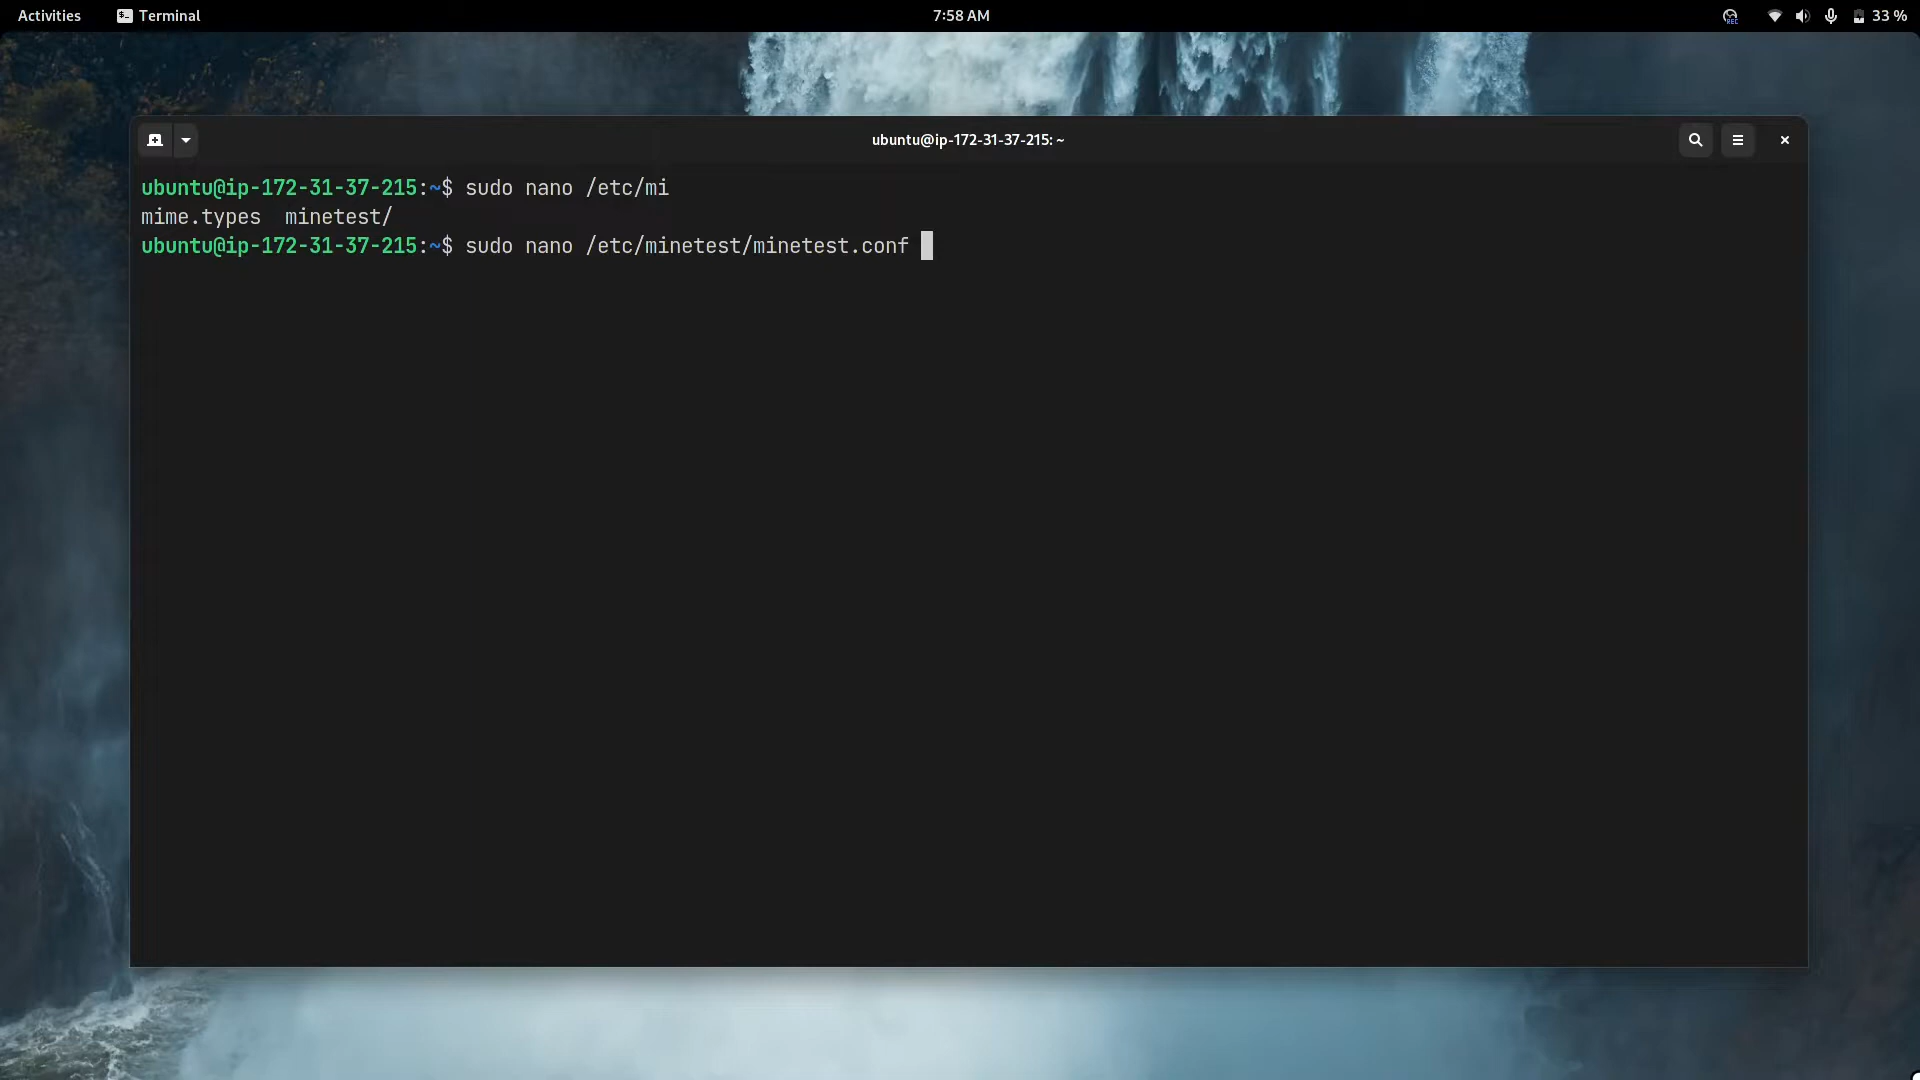 Activities Terminal 7:58 AM REC 33 %
ubuntu@ip-172-31-37-215: ~
ubuntu@ip-172-31-37-215:~$ sudo nano /etc/mi
mime.types  minetest/
ubuntu@ip-172-31-37-215:~$ sudo nano /etc/minetest/minetest.conf